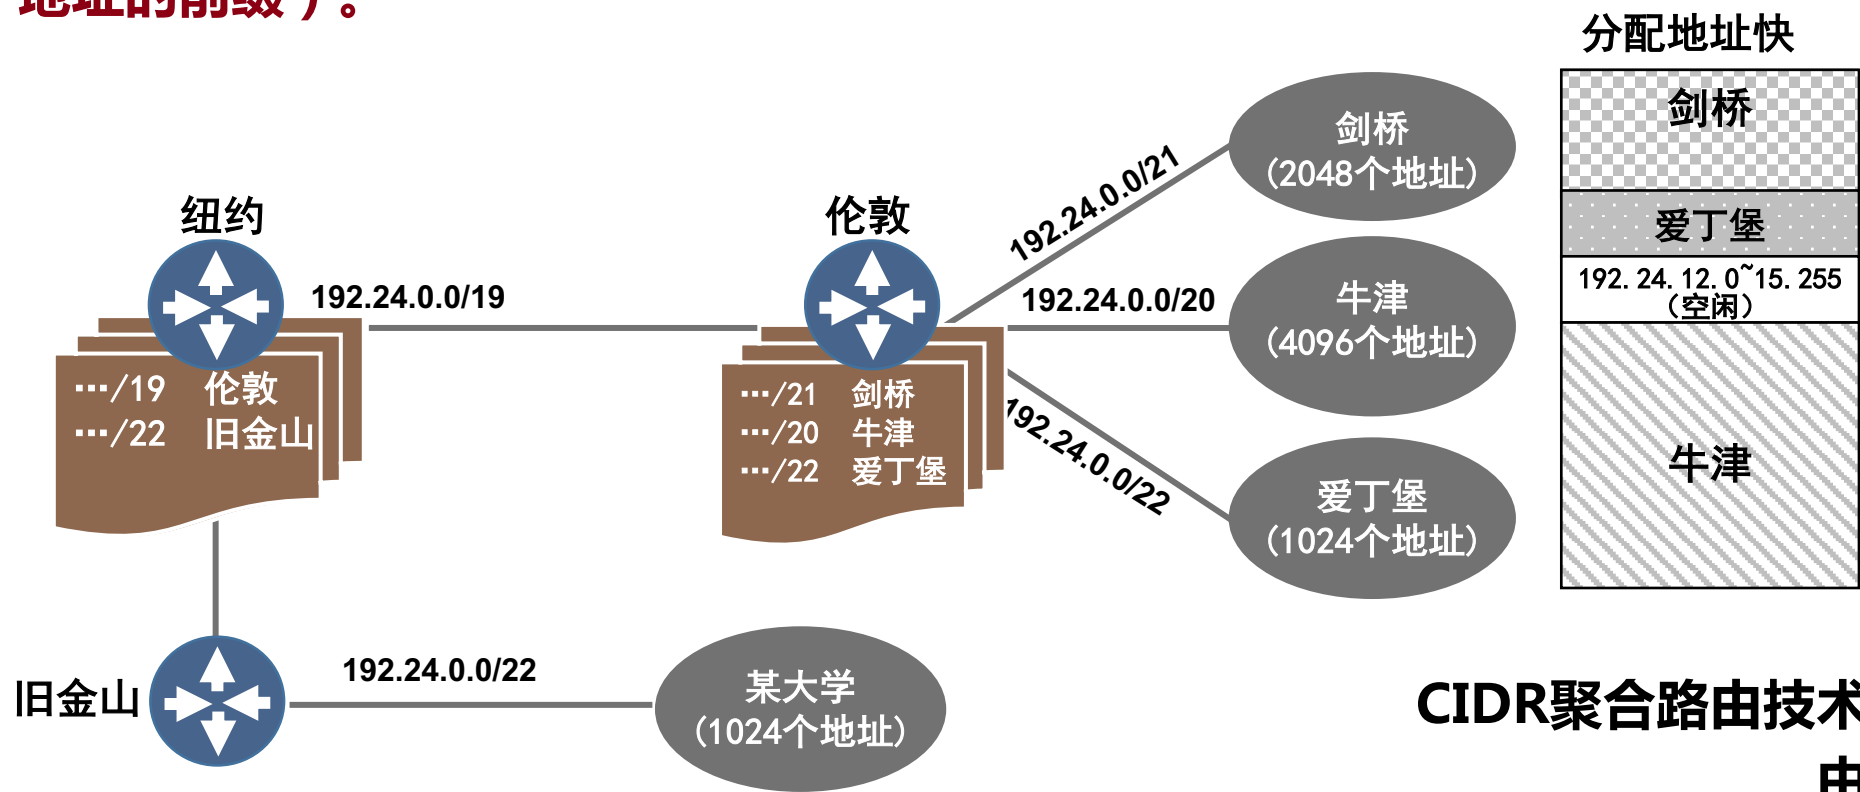 地址的前缀）。
分配地址快
剑桥
爱丁堡
192.24.12.0~15.255
（空闲）
牛津
剑桥
(2048个地址)
192.24.0.0/21
纽约
伦敦
192.24.0.0/19
192.24.0.0/20
牛津
(4096个地址)
…/19 伦敦
…/22 旧金山
…/21 剑桥
…/20 牛津
…/22 爱丁堡
192.24.0.0/22
爱丁堡
(1024个地址)
旧金山
192.24.0.0/22
某大学
(1024个地址)
CIDR聚合路由技术